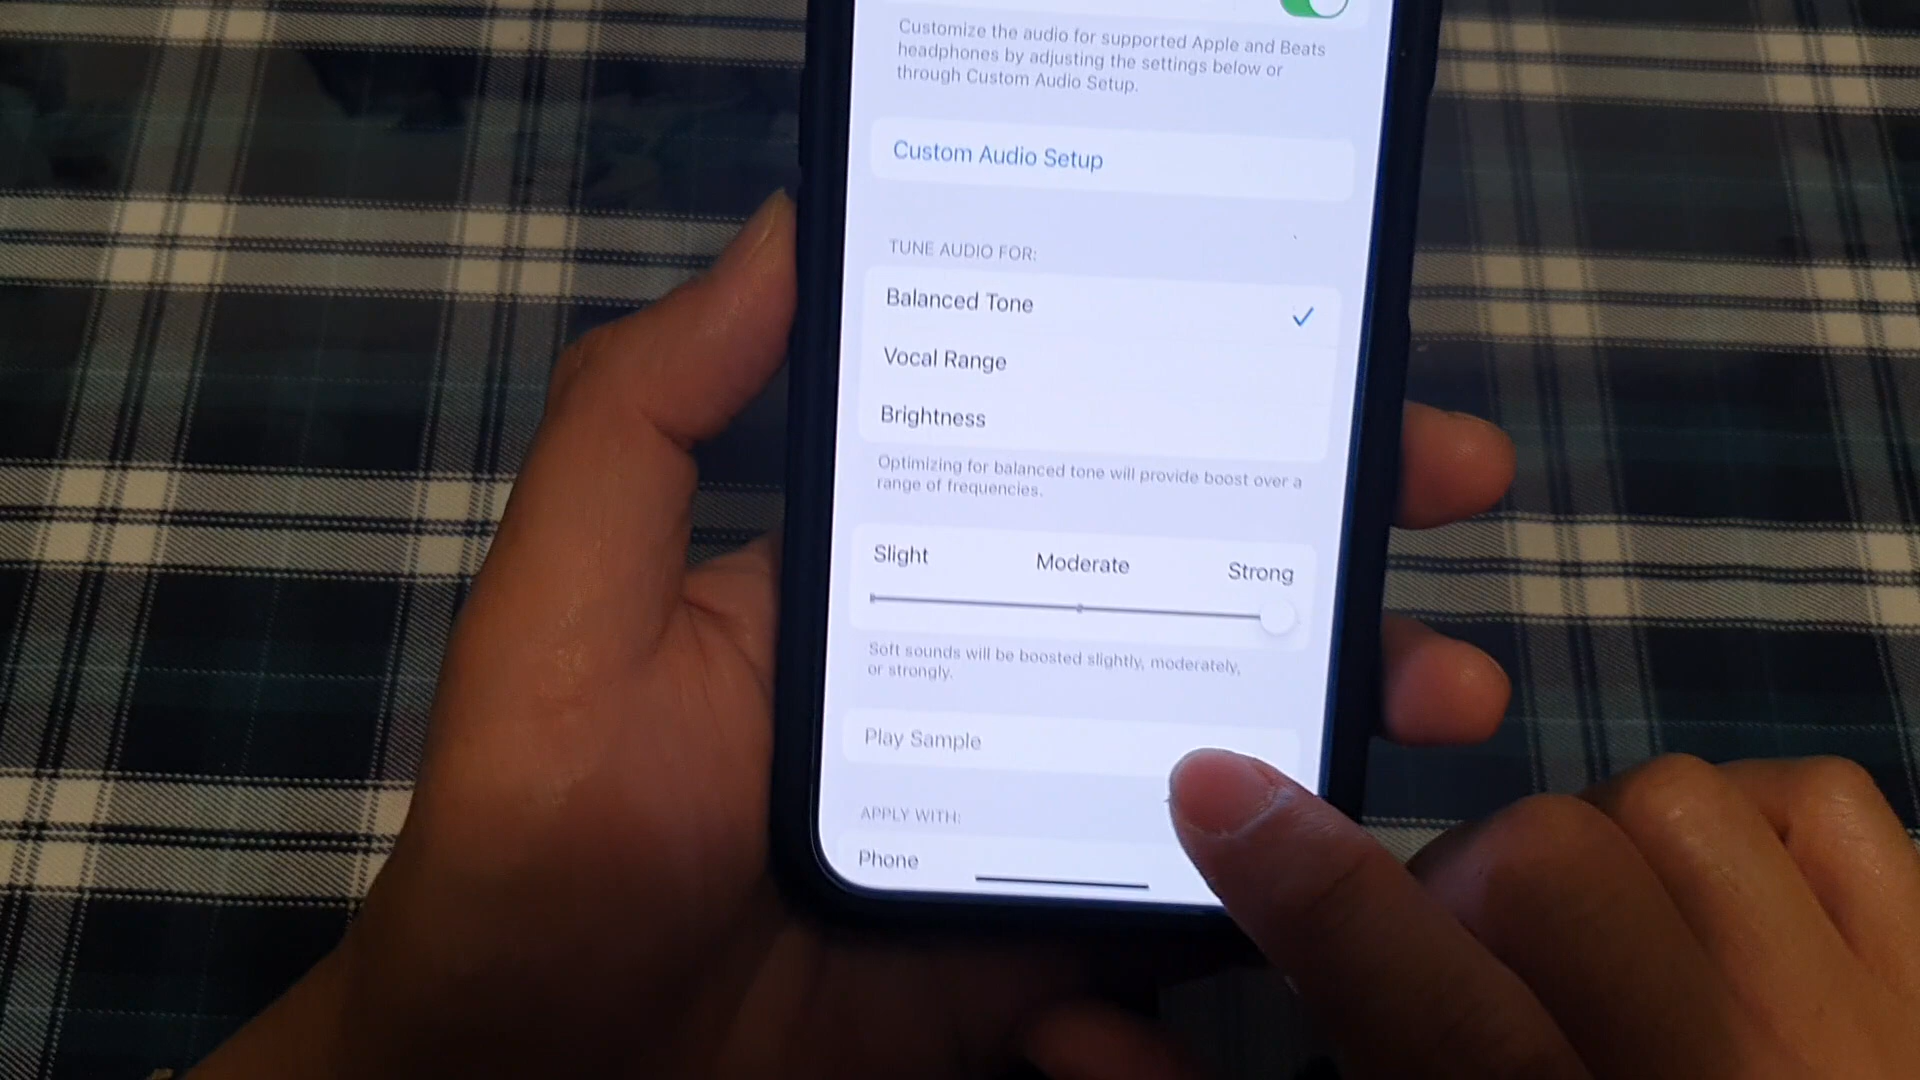 Customize the audio for supported Apple and Beats
headphones by adjusting the settings below or
through Custom Audio Setup.
Custom Audio Setup
TUNE AUDIO FOR:
Balanced Tone
Vocal Range
Brightness
Optimizing for balanced tone will provide boost over a
range of frequencies.
Slight Moderate Strong
Soft sounds will be boosted slightly, moderately,
or strongly.
Play Sample
APPLY WITH:
Phone